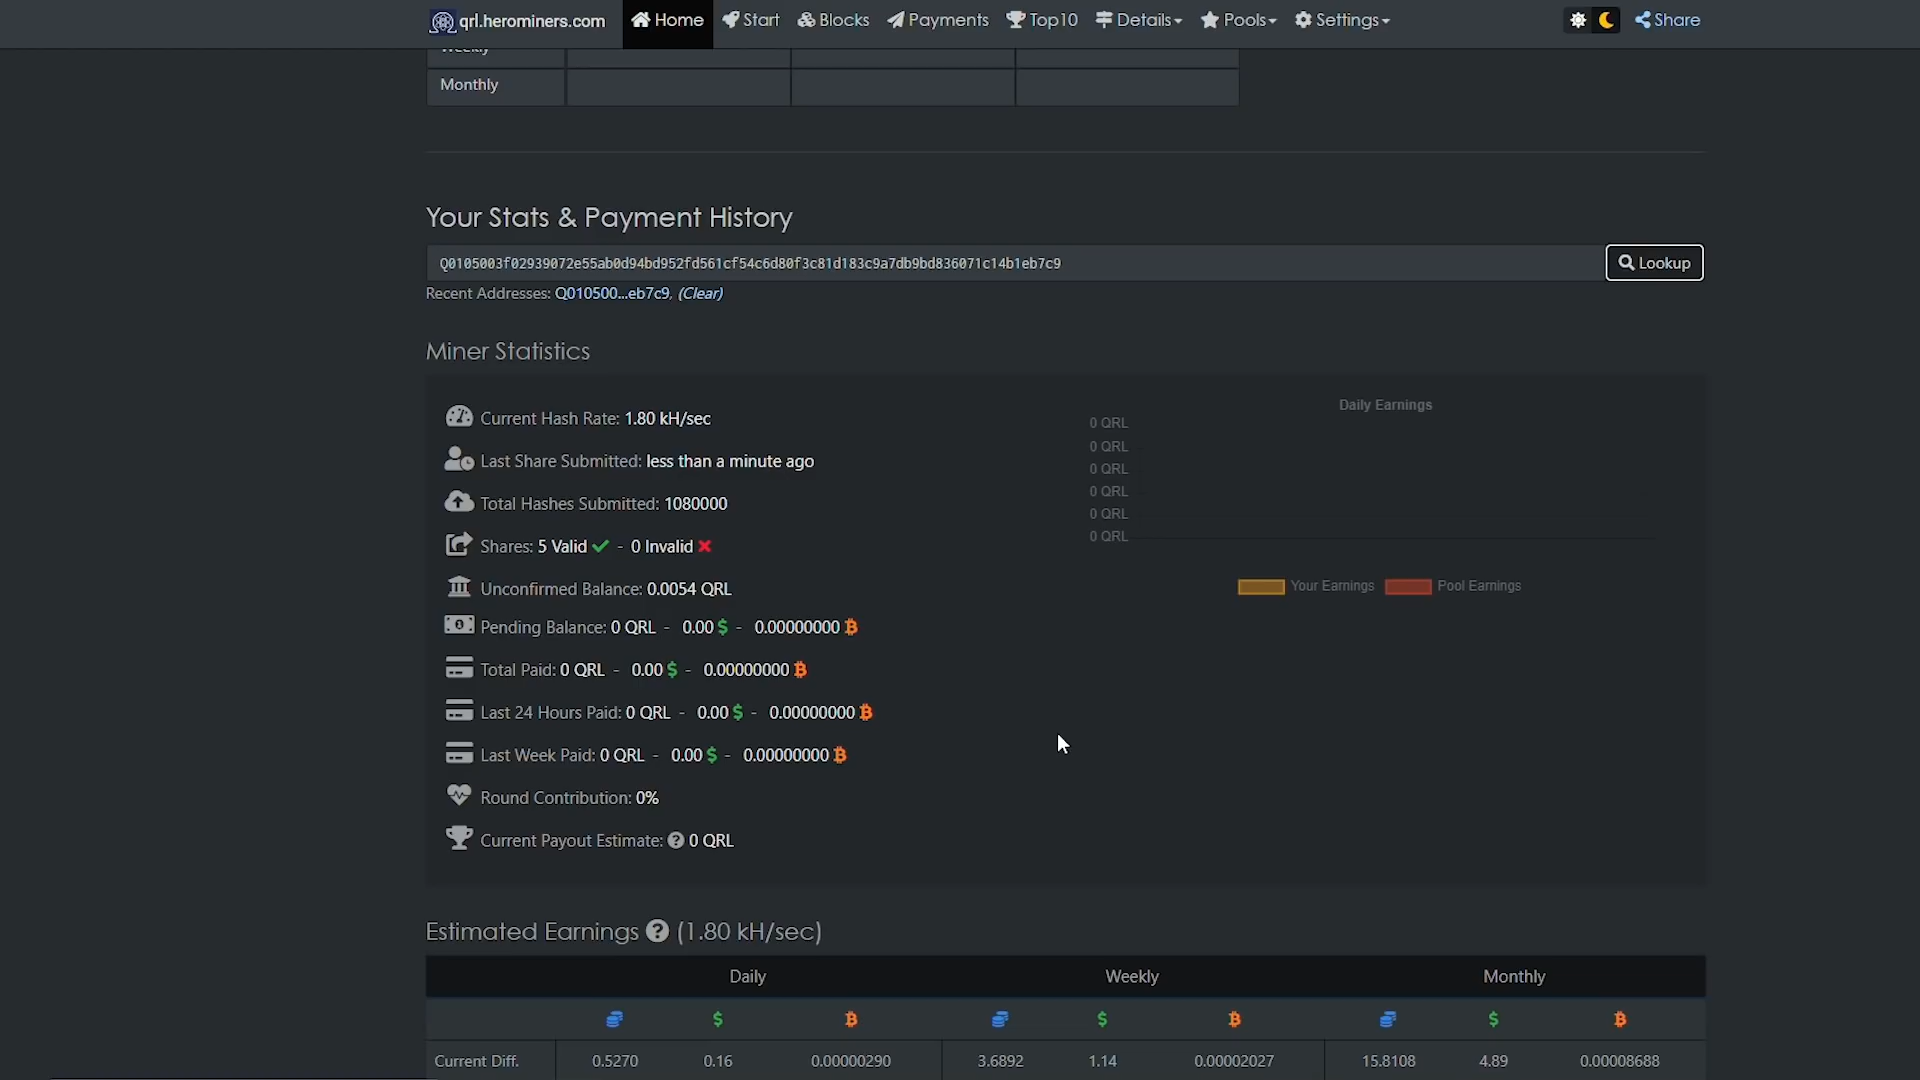 qrl.herominers.com Home Start Blocks Payments Top10 Details Pools Settings Share
Weekly
Monthly
Your Stats & Payment History
Q0105003f02939072e55ab0d94bd952fd561cf54c6d80f3c81d183c9a7db9bd836071c14b1eb7c9 Lookup
Recent Addresses: Q010500...eb7c9, (Clear)
Miner Statistics
Current Hash Rate: 1.80 kH/sec
Last Share Submitted: less than a minute ago
Total Hashes Submitted: 1080000
Shares: 5 Valid - 0 Invalid
Unconfirmed Balance: 0.0054 QRL
Pending Balance: 0 QRL - 0.00 $ - 0.00000000 ₿
Total Paid: 0 QRL - 0.00 $ - 0.00000000 ₿
Last 24 Hours Paid: 0 QRL - 0.00 $ - 0.00000000 ₿
Last Week Paid: 0 QRL - 0.00 $ - 0.00000000 ₿
Round Contribution: 0%
Current Payout Estimate: ? 0 QRL
Daily Earnings
0 QRL
0 QRL
0 QRL
0 QRL
0 QRL
0 QRL
Your Earnings Pool Earnings
Estimated Earnings ? (1.80 kH/sec)
Daily Weekly Monthly
$ ₿ $ ₿ $ ₿
Current Diff. 0.5270 0.16 0.00000290 3.6892 1.14 0.00002027 15.8108 4.89 0.00008688